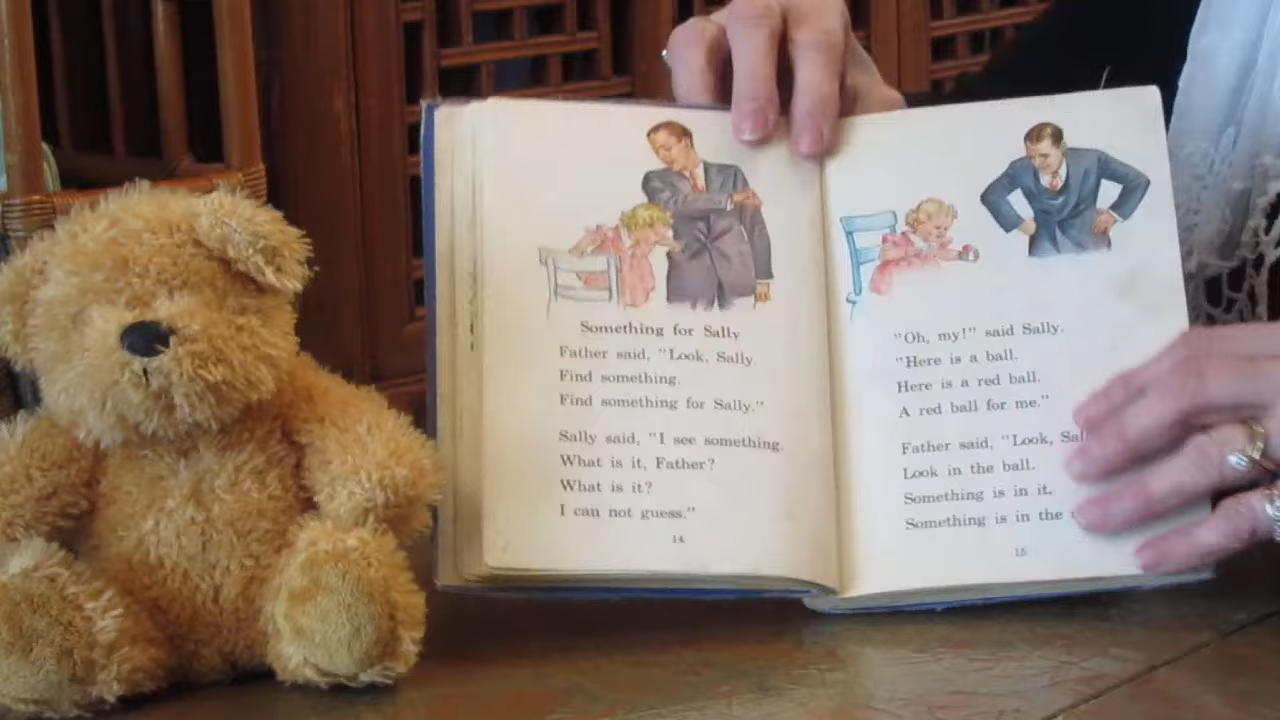 Something for Sally
Father said, "Look, Sally.
Find something.
Find something for Sally."
Sally said, "I see something.
What is it, Father?
What is it?
I can not guess."
14
"Oh, my!" said Sally.
"Here is a ball.
Here is a red ball.
A red ball for me."
Father said, "Look,
Look in the ball.
Something is in it.
Something is in the
15